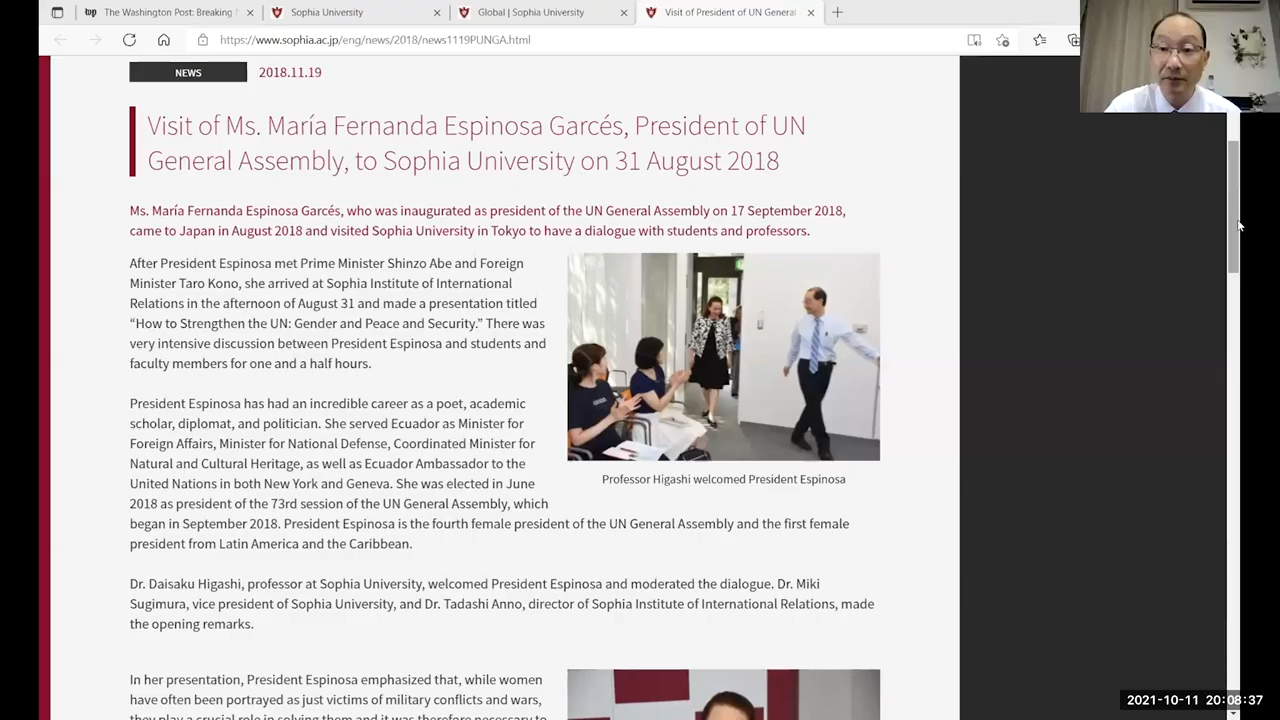 The Washington Post: Breaking
Sophia University
Global | Sophia University
Visit of President of UN General
https://www.sophia.ac.jp/eng/news/2018/news1119PUNGA.html
NEWS
2018.11.19
Visit of Ms. María Fernanda Espinosa Garcés, President of UN
General Assembly, to Sophia University on 31 August 2018
Ms. María Fernanda Espinosa Garcés, who was inaugurated as president of the UN General Assembly on 17 September 2018,
came to Japan in August 2018 and visited Sophia University in Tokyo to have a dialogue with students and professors.
After President Espinosa met Prime Minister Shinzo Abe and Foreign
Minister Taro Kono, she arrived at Sophia Institute of International
Relations in the afternoon of August 31 and made a presentation titled
“How to Strengthen the UN: Gender and Peace and Security.” There was
very intensive discussion between President Espinosa and students and
faculty members for one and a half hours.
President Espinosa has had an incredible career as a poet, academic
scholar, diplomat, and politician. She served Ecuador as Minister for
Foreign Affairs, Minister for National Defense, Coordinated Minister for
Natural and Cultural Heritage, as well as Ecuador Ambassador to the
United Nations in both New York and Geneva. She was elected in June
2018 as president of the 73rd session of the UN General Assembly, which
began in September 2018. President Espinosa is the fourth female president of the UN General Assembly and the first female
president from Latin America and the Caribbean.
Professor Higashi welcomed President Espinosa
Dr. Daisaku Higashi, professor at Sophia University, welcomed President Espinosa and moderated the dialogue. Dr. Miki
Sugimura, vice president of Sophia University, and Dr. Tadashi Anno, director of Sophia Institute of International Relations, made
the opening remarks.
In her presentation, President Espinosa emphasized that, while women
have often been portrayed as just victims of military conflicts and wars,
they play a crucial role in solving them and it was therefore necessary to
2021-10-11 20:08:37